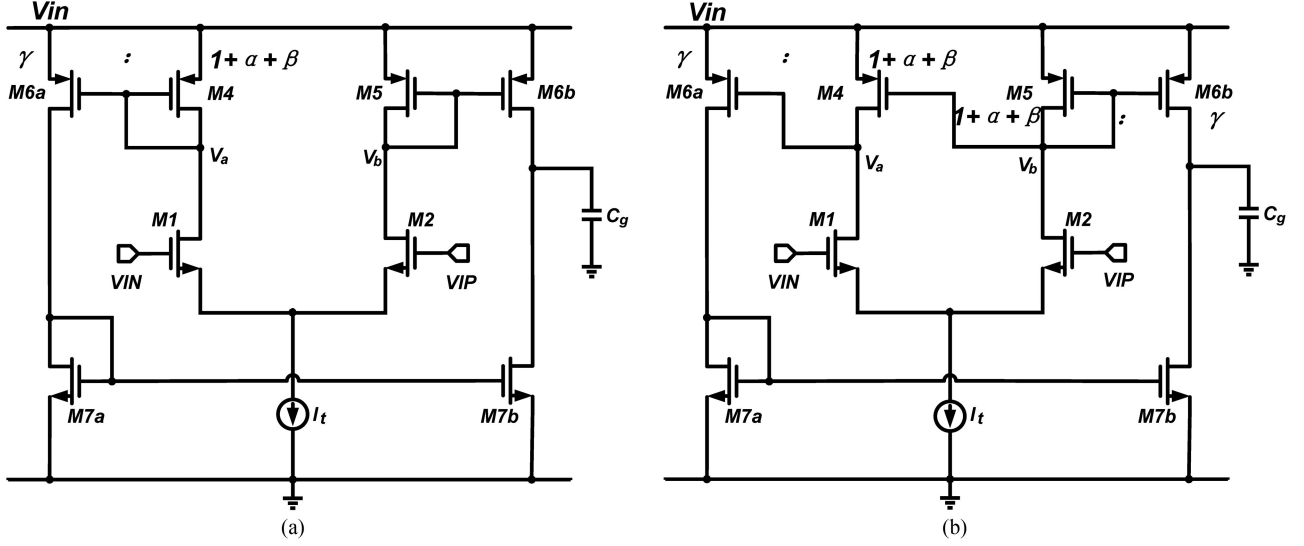 Vin
γ : 1 + α + β
M6a M4 M5 M6b
Va Vb
M1 M2
Cg
VIN VIP
M7a It M7b
(a)
Vin
γ : 1 + α + β
M6a M4 M5 M6b
1 + α + β : γ
Va Vb
M1 M2
Cg
VIN VIP
M7a It M7b
(b)